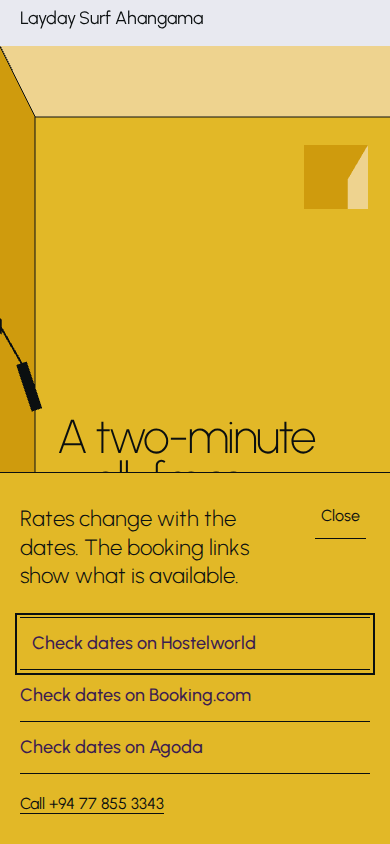 Layday Surf Ahangama
A two-minute
Rates change with the
dates. The booking links
show what is available.
Close
Check dates on Hostelworld
Check dates on Booking.com
Check dates on Agoda
Call +94 77 855 3343